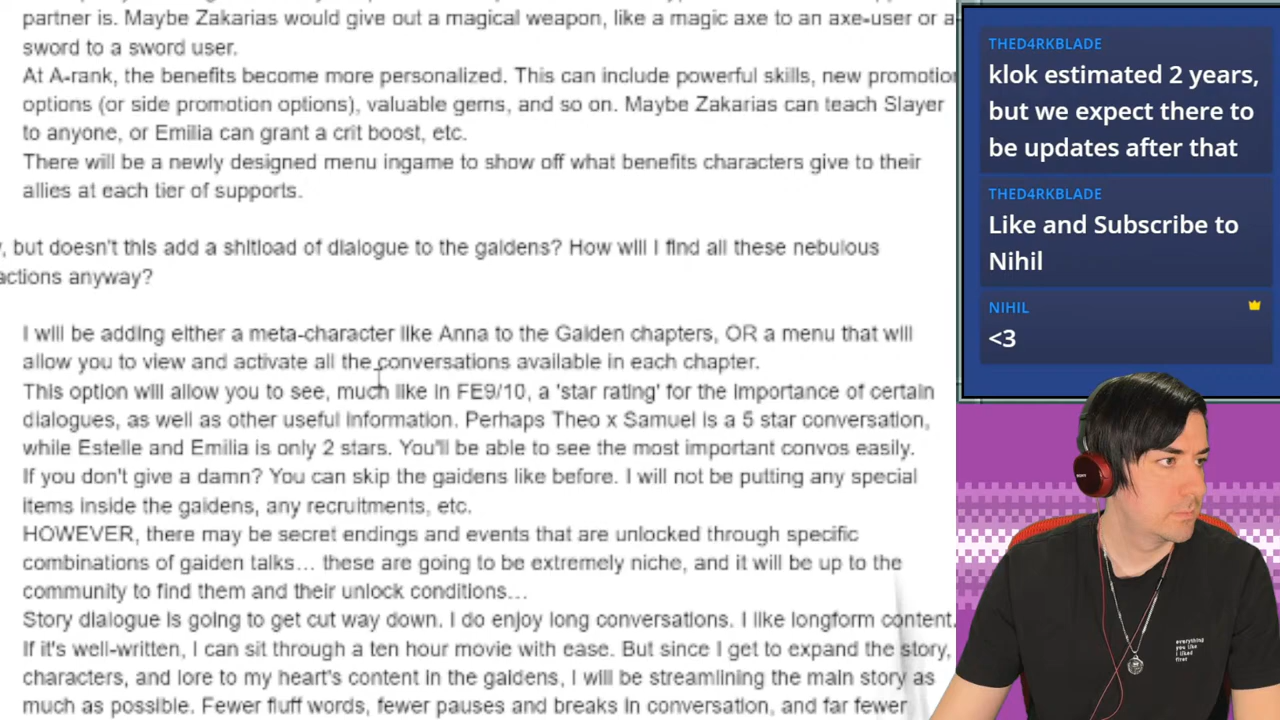 partner is. Maybe Zakarias would give out a magical weapon, like a magic axe to an axe-user or a
sword to a sword user.
At A-rank, the benefits become more personalized. This can include powerful skills, new promotion
options (or side promotion options), valuable gems, and so on. Maybe Zakarias can teach Slayer
to anyone, or Emilia can grant a crit boost, etc.
There will be a newly designed menu ingame to show off what benefits characters give to their
allies at each tier of supports.
, but doesn't this add a shitload of dialogue to the gaidens? How will I find all these nebulous
actions anyway?
I will be adding either a meta-character like Anna to the Gaiden chapters, OR a menu that will
allow you to view and activate all the conversations available in each chapter.
This option will allow you to see, much like in FE9/10, a 'star rating' for the importance of certain
dialogues, as well as other useful information. Perhaps Theo x Samuel is a 5 star conversation,
while Estelle and Emilia is only 2 stars. You'll be able to see the most important convos easily.
If you don't give a damn? You can skip the gaidens like before. I will not be putting any special
items inside the gaidens, any recruitments, etc.
HOWEVER, there may be secret endings and events that are unlocked through specific
combinations of gaiden talks... these are going to be extremely niche, and it will be up to the
community to find them and their unlock conditions...
Story dialogue is going to get cut way down. I do enjoy long conversations. I like longform content.
If it's well-written, I can sit through a ten hour movie with ease. But since I get to expand the story,
characters, and lore to my heart's content in the gaidens, I will be streamlining the main story as
much as possible. Fewer fluff words, fewer pauses and breaks in conversation, and far fewer
THED4RKBLADE
klok estimated 2 years,
but we expect there to
be updates after that
THED4RKBLADE
Like and Subscribe to
Nihil
NIHIL
<3
everything
you like
I liked
first